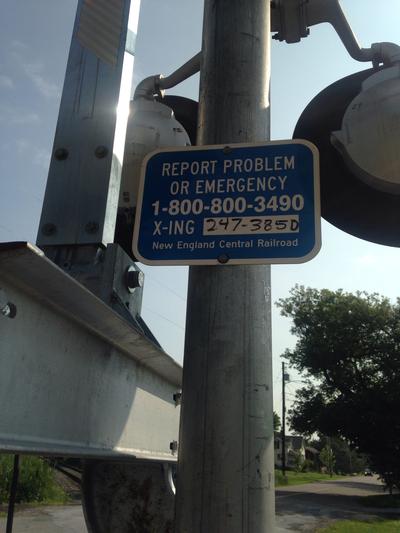 REPORT PROBLEM
OR EMERGENCY
1-800-800-3490
X-ING 247-385D
New England Central Railroad